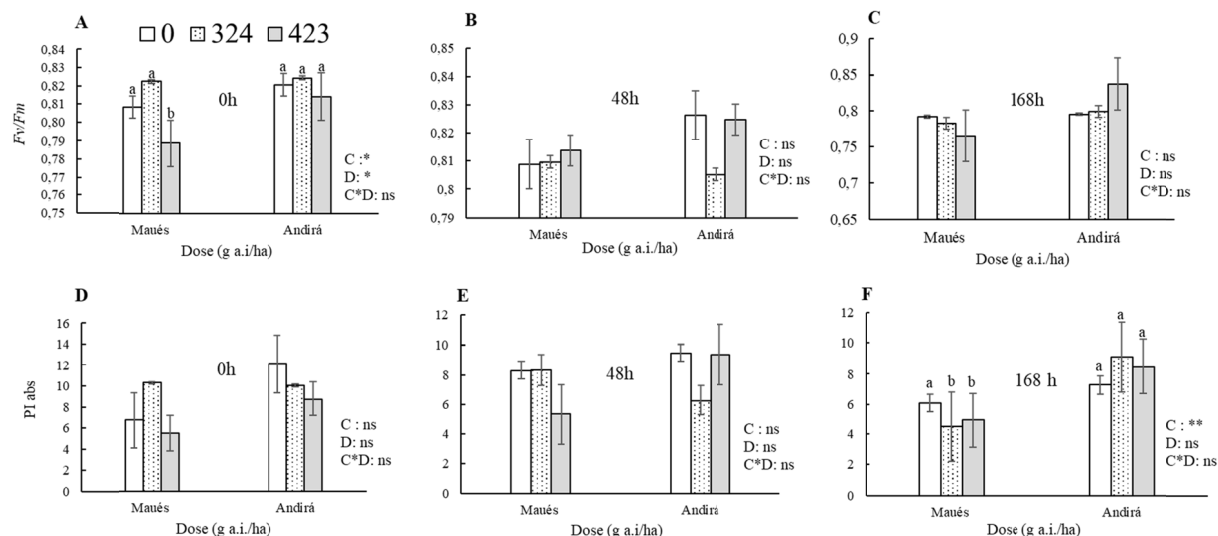 A
0 324 423
0,84
0,83
0,82
0,81
0,80
0,79
0,78
0,77
0,76
0,75
Fv/Fm
a a b a a a
0h
C :*
D: *
C*D: ns
Maués Andirá
Dose (g a.i./ha)
B
0,85
0,84
0,83
0,82
0,81
0,8
0,79
48h
C : ns
D: ns
C*D: ns
Maués Andirá
Dose (g a.i./ha)
C
0,9
0,85
0,8
0,75
0,7
0,65
168h
C : ns
D: ns
C*D: ns
Maués Andirá
Dose (g a.i./ha)
D
16
14
12
10
8
6
4
2
0
PI abs
0h
C : ns
D: ns
C*D: ns
Maués Andirá
Dose (g a.i./ha)
E
12
10
8
6
4
2
0
48h
C : ns
D: ns
C*D: ns
Maués Andirá
Dose (g a.i./ha)
F
12
10
8
6
4
2
0
a b b a a a
168 h
C : **
D: ns
C*D: ns
Maués Andirá
Dose (g a.i./ha)